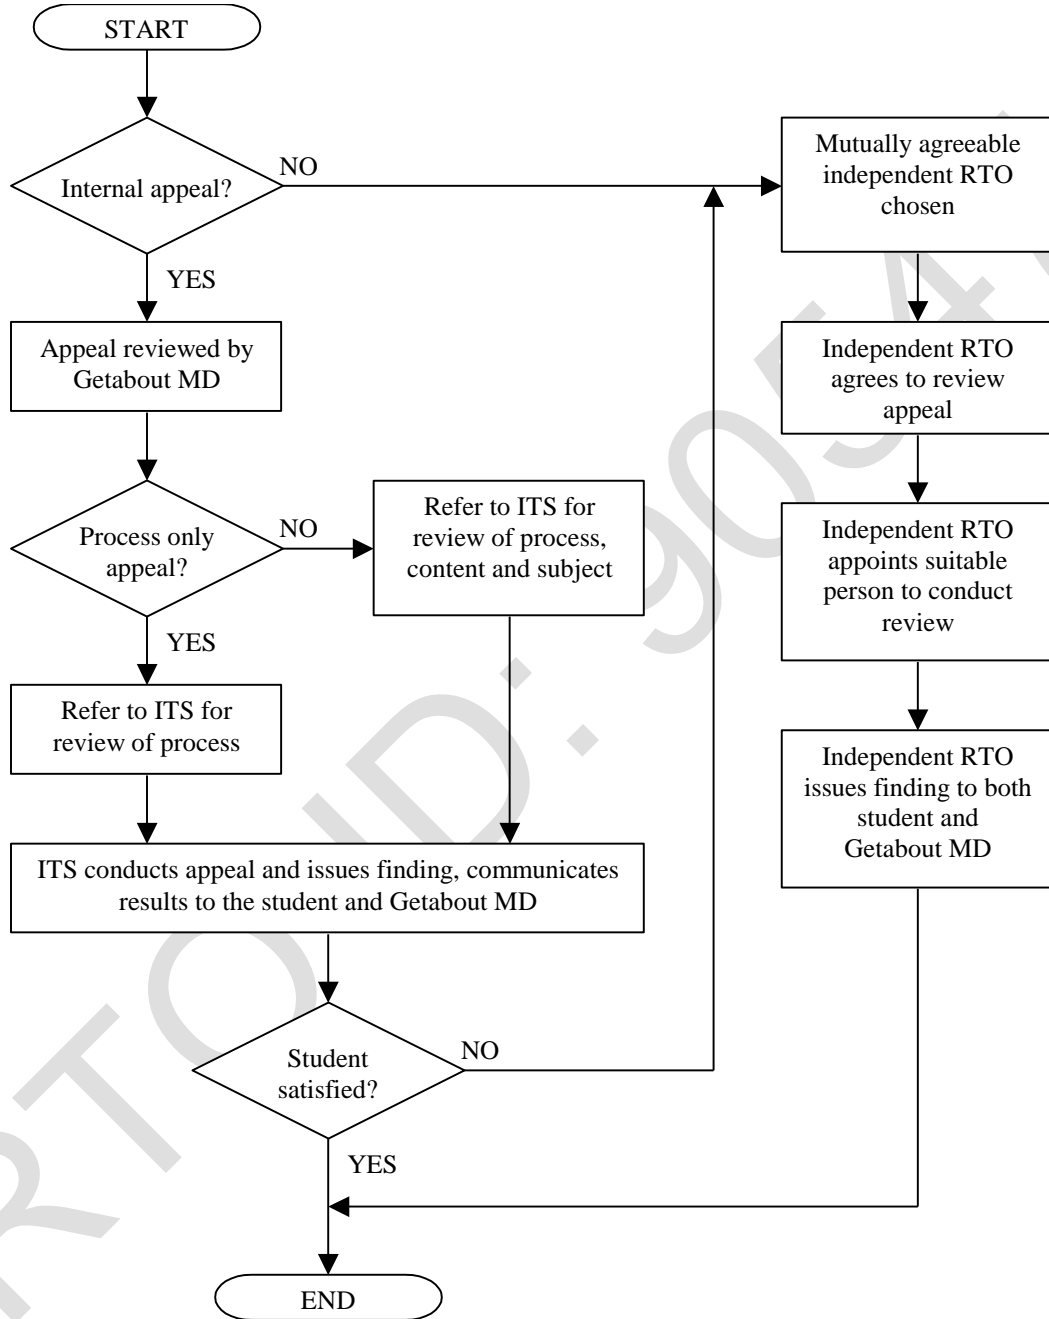 START
Internal appeal?
NO
YES
Mutually agreeable
independent RTO
chosen
Appeal reviewed by
Getabout MD
Independent RTO
agrees to review
appeal
Process only
appeal?
NO
YES
Refer to ITS for
review of process,
content and subject
Independent RTO
appoints suitable
person to conduct
review
Refer to ITS for
review of process
Independent RTO
issues finding to both
student and
Getabout MD
ITS conducts appeal and issues finding, communicates
results to the student and Getabout MD
Student
satisfied?
NO
YES
END
RTO ID: 9054